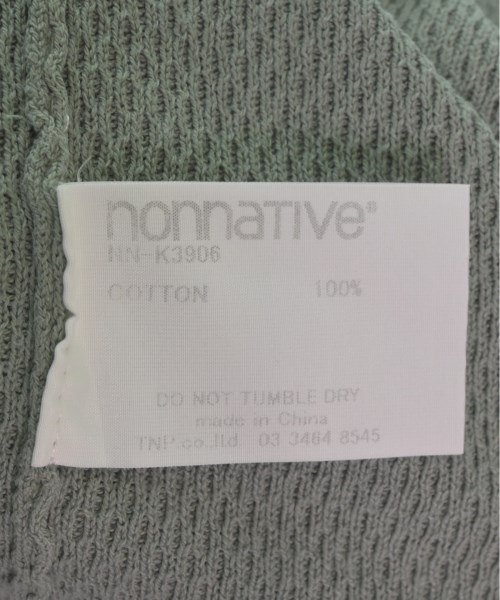 nonnative®
NN-K3906
COTTON 100%
DO NOT TUMBLE DRY
made in China
TNP.co.,ltd 03 3464 8545